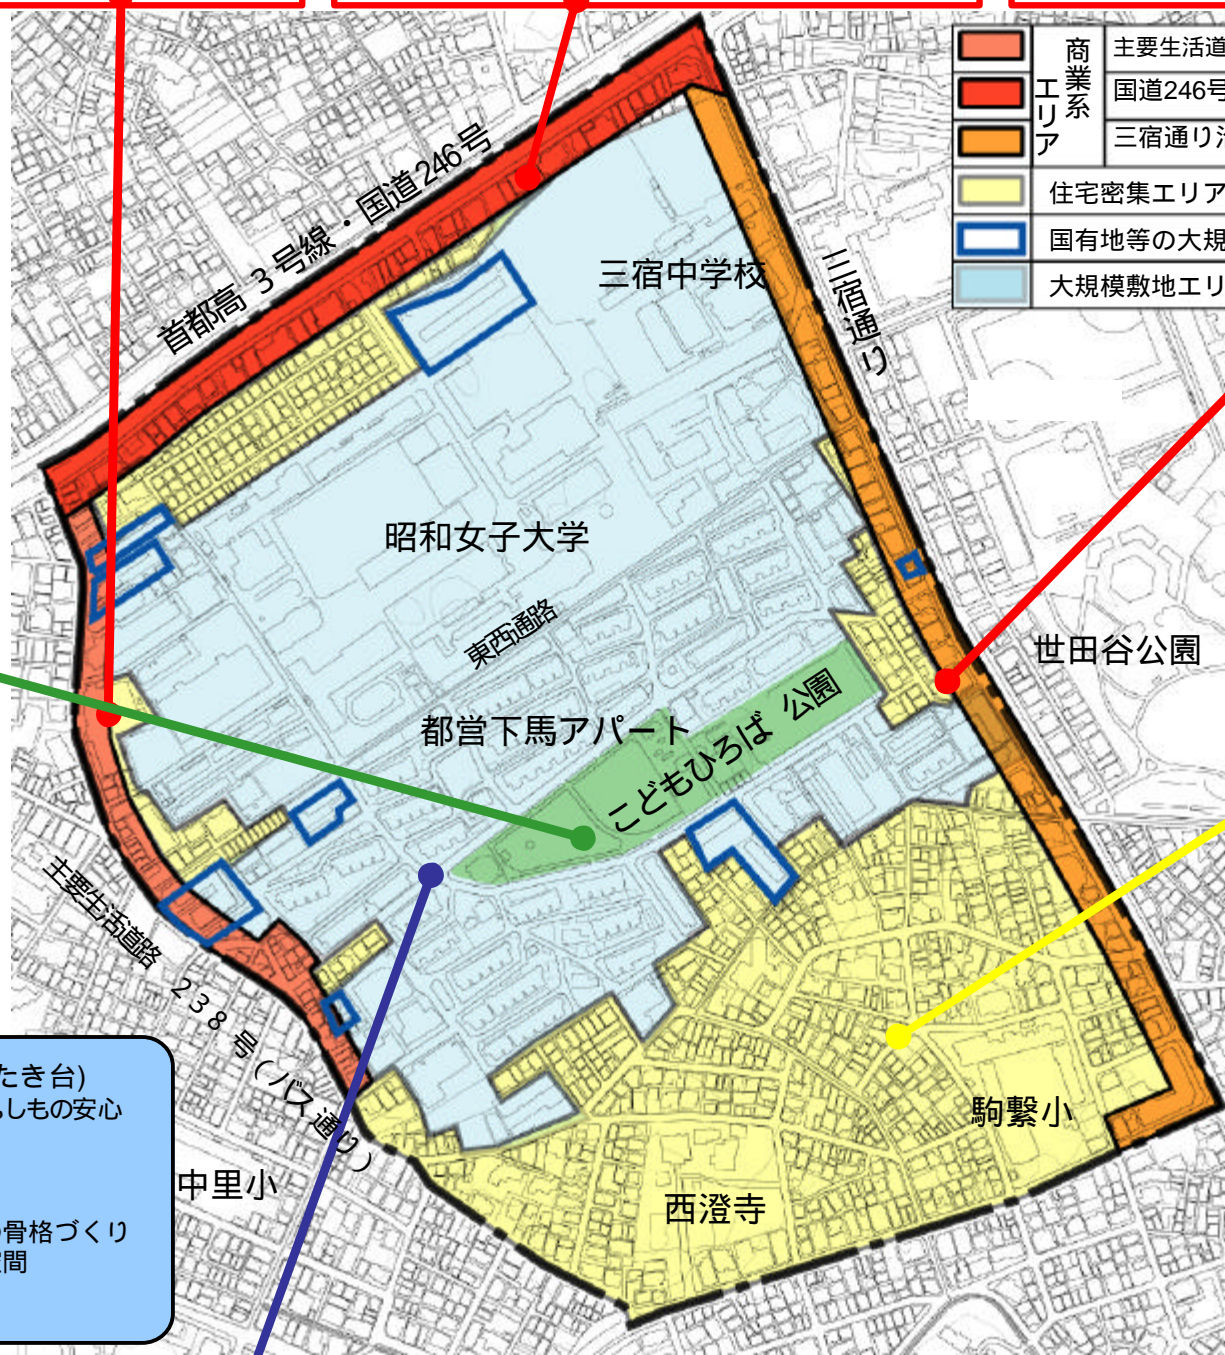 商業系
エリア
主要生活道
国道246号
三宿通り
住宅密集エリア
国有地等の大規
大規模敷地エリ
首都高3号線・国道246号
三宿中学校
三宿通り
昭和女子大学
東西通路
世田谷公園
都営下馬アパート
こどもひろば 公園
主要生活道路 238号(バス通り)
たき台)
しもの安心
骨格づくり
間
中里小
駒繋小
西澄寺